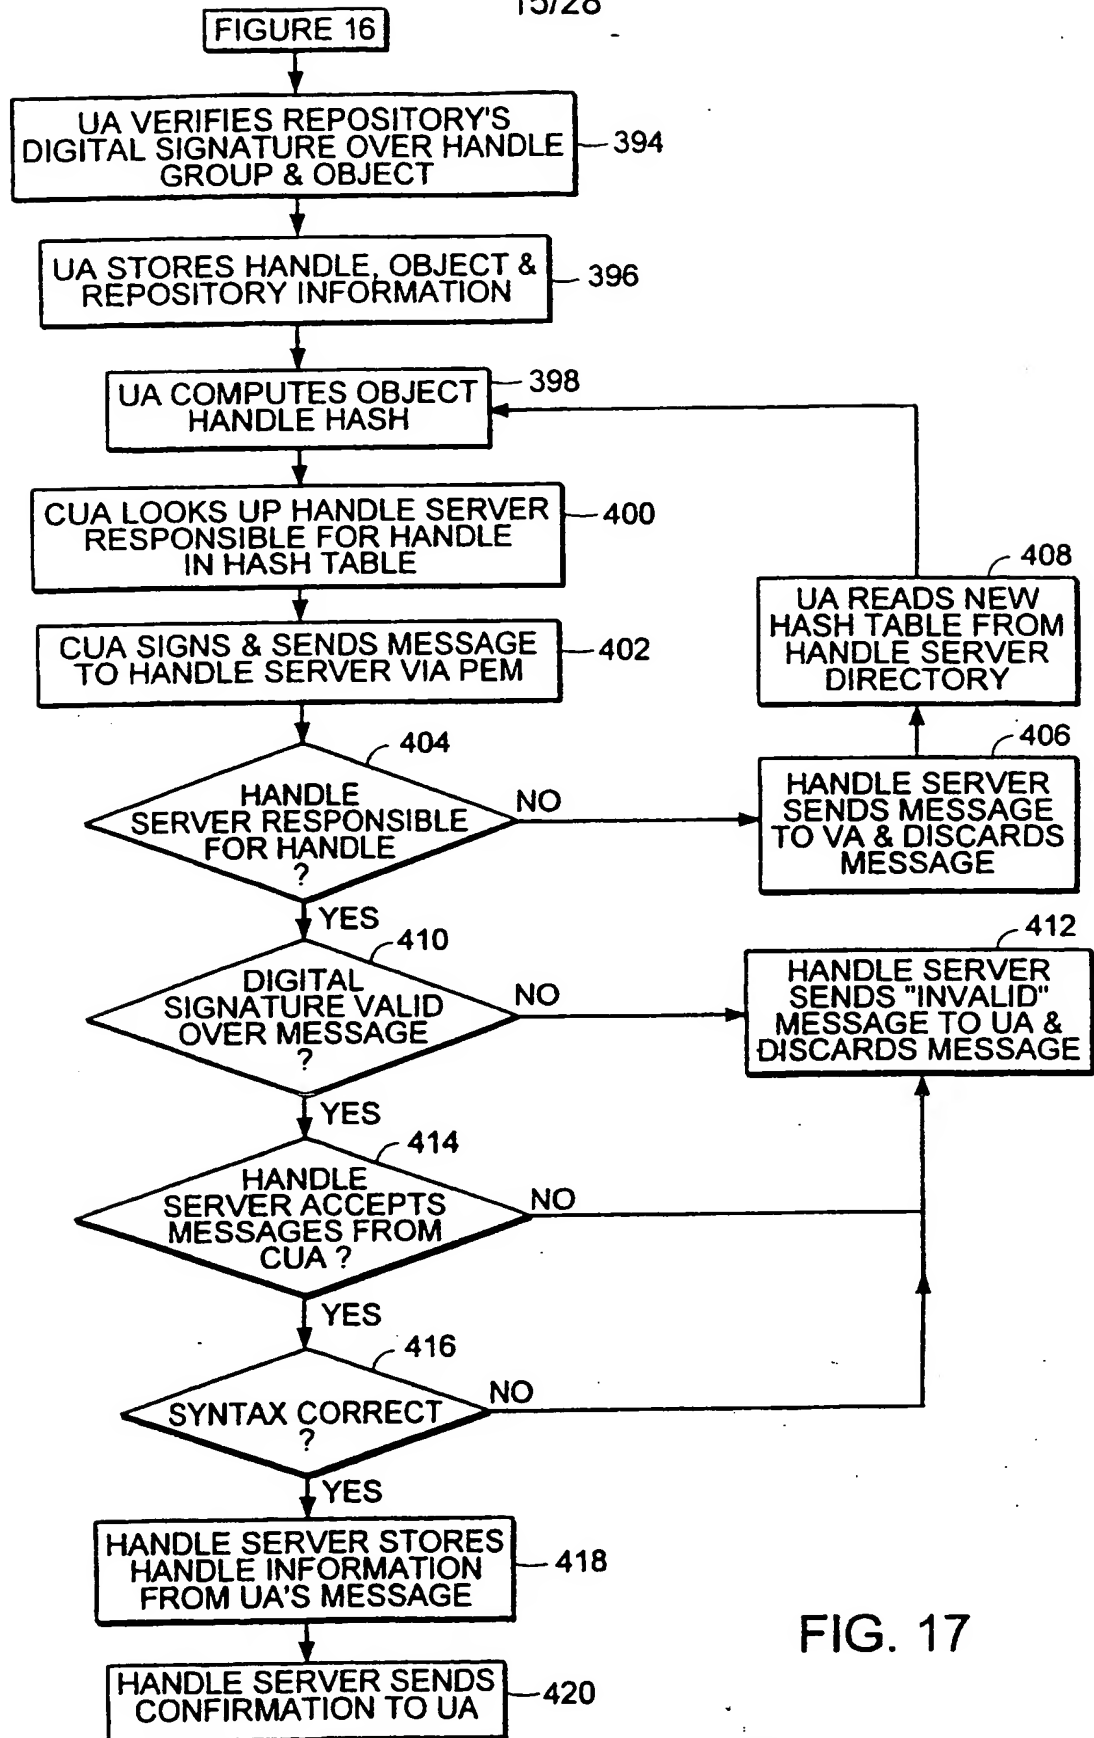 15/28
FIGURE 16
UA VERIFIES REPOSITORY'S
DIGITAL SIGNATURE OVER HANDLE
GROUP & OBJECT
394
UA STORES HANDLE, OBJECT &
REPOSITORY INFORMATION
396
UA COMPUTES OBJECT
HANDLE HASH
398
CUA LOOKS UP HANDLE SERVER
RESPONSIBLE FOR HANDLE
IN HASH TABLE
400
408
UA READS NEW
HASH TABLE FROM
HANDLE SERVER
DIRECTORY
CUA SIGNS & SENDS MESSAGE
TO HANDLE SERVER VIA PEM
402
404
HANDLE
SERVER RESPONSIBLE
FOR HANDLE
?
NO
406
HANDLE SERVER
SENDS MESSAGE
TO VA & DISCARDS
MESSAGE
YES
410
DIGITAL
SIGNATURE VALID
OVER MESSAGE
?
NO
412
HANDLE SERVER
SENDS "INVALID"
MESSAGE TO UA &
DISCARDS MESSAGE
YES
414
HANDLE
SERVER ACCEPTS
MESSAGES FROM
CUA ?
NO
YES
416
SYNTAX CORRECT
?
NO
YES
HANDLE SERVER STORES
HANDLE INFORMATION
FROM UA'S MESSAGE
418
HANDLE SERVER SENDS
CONFIRMATION TO UA
420
FIG. 17